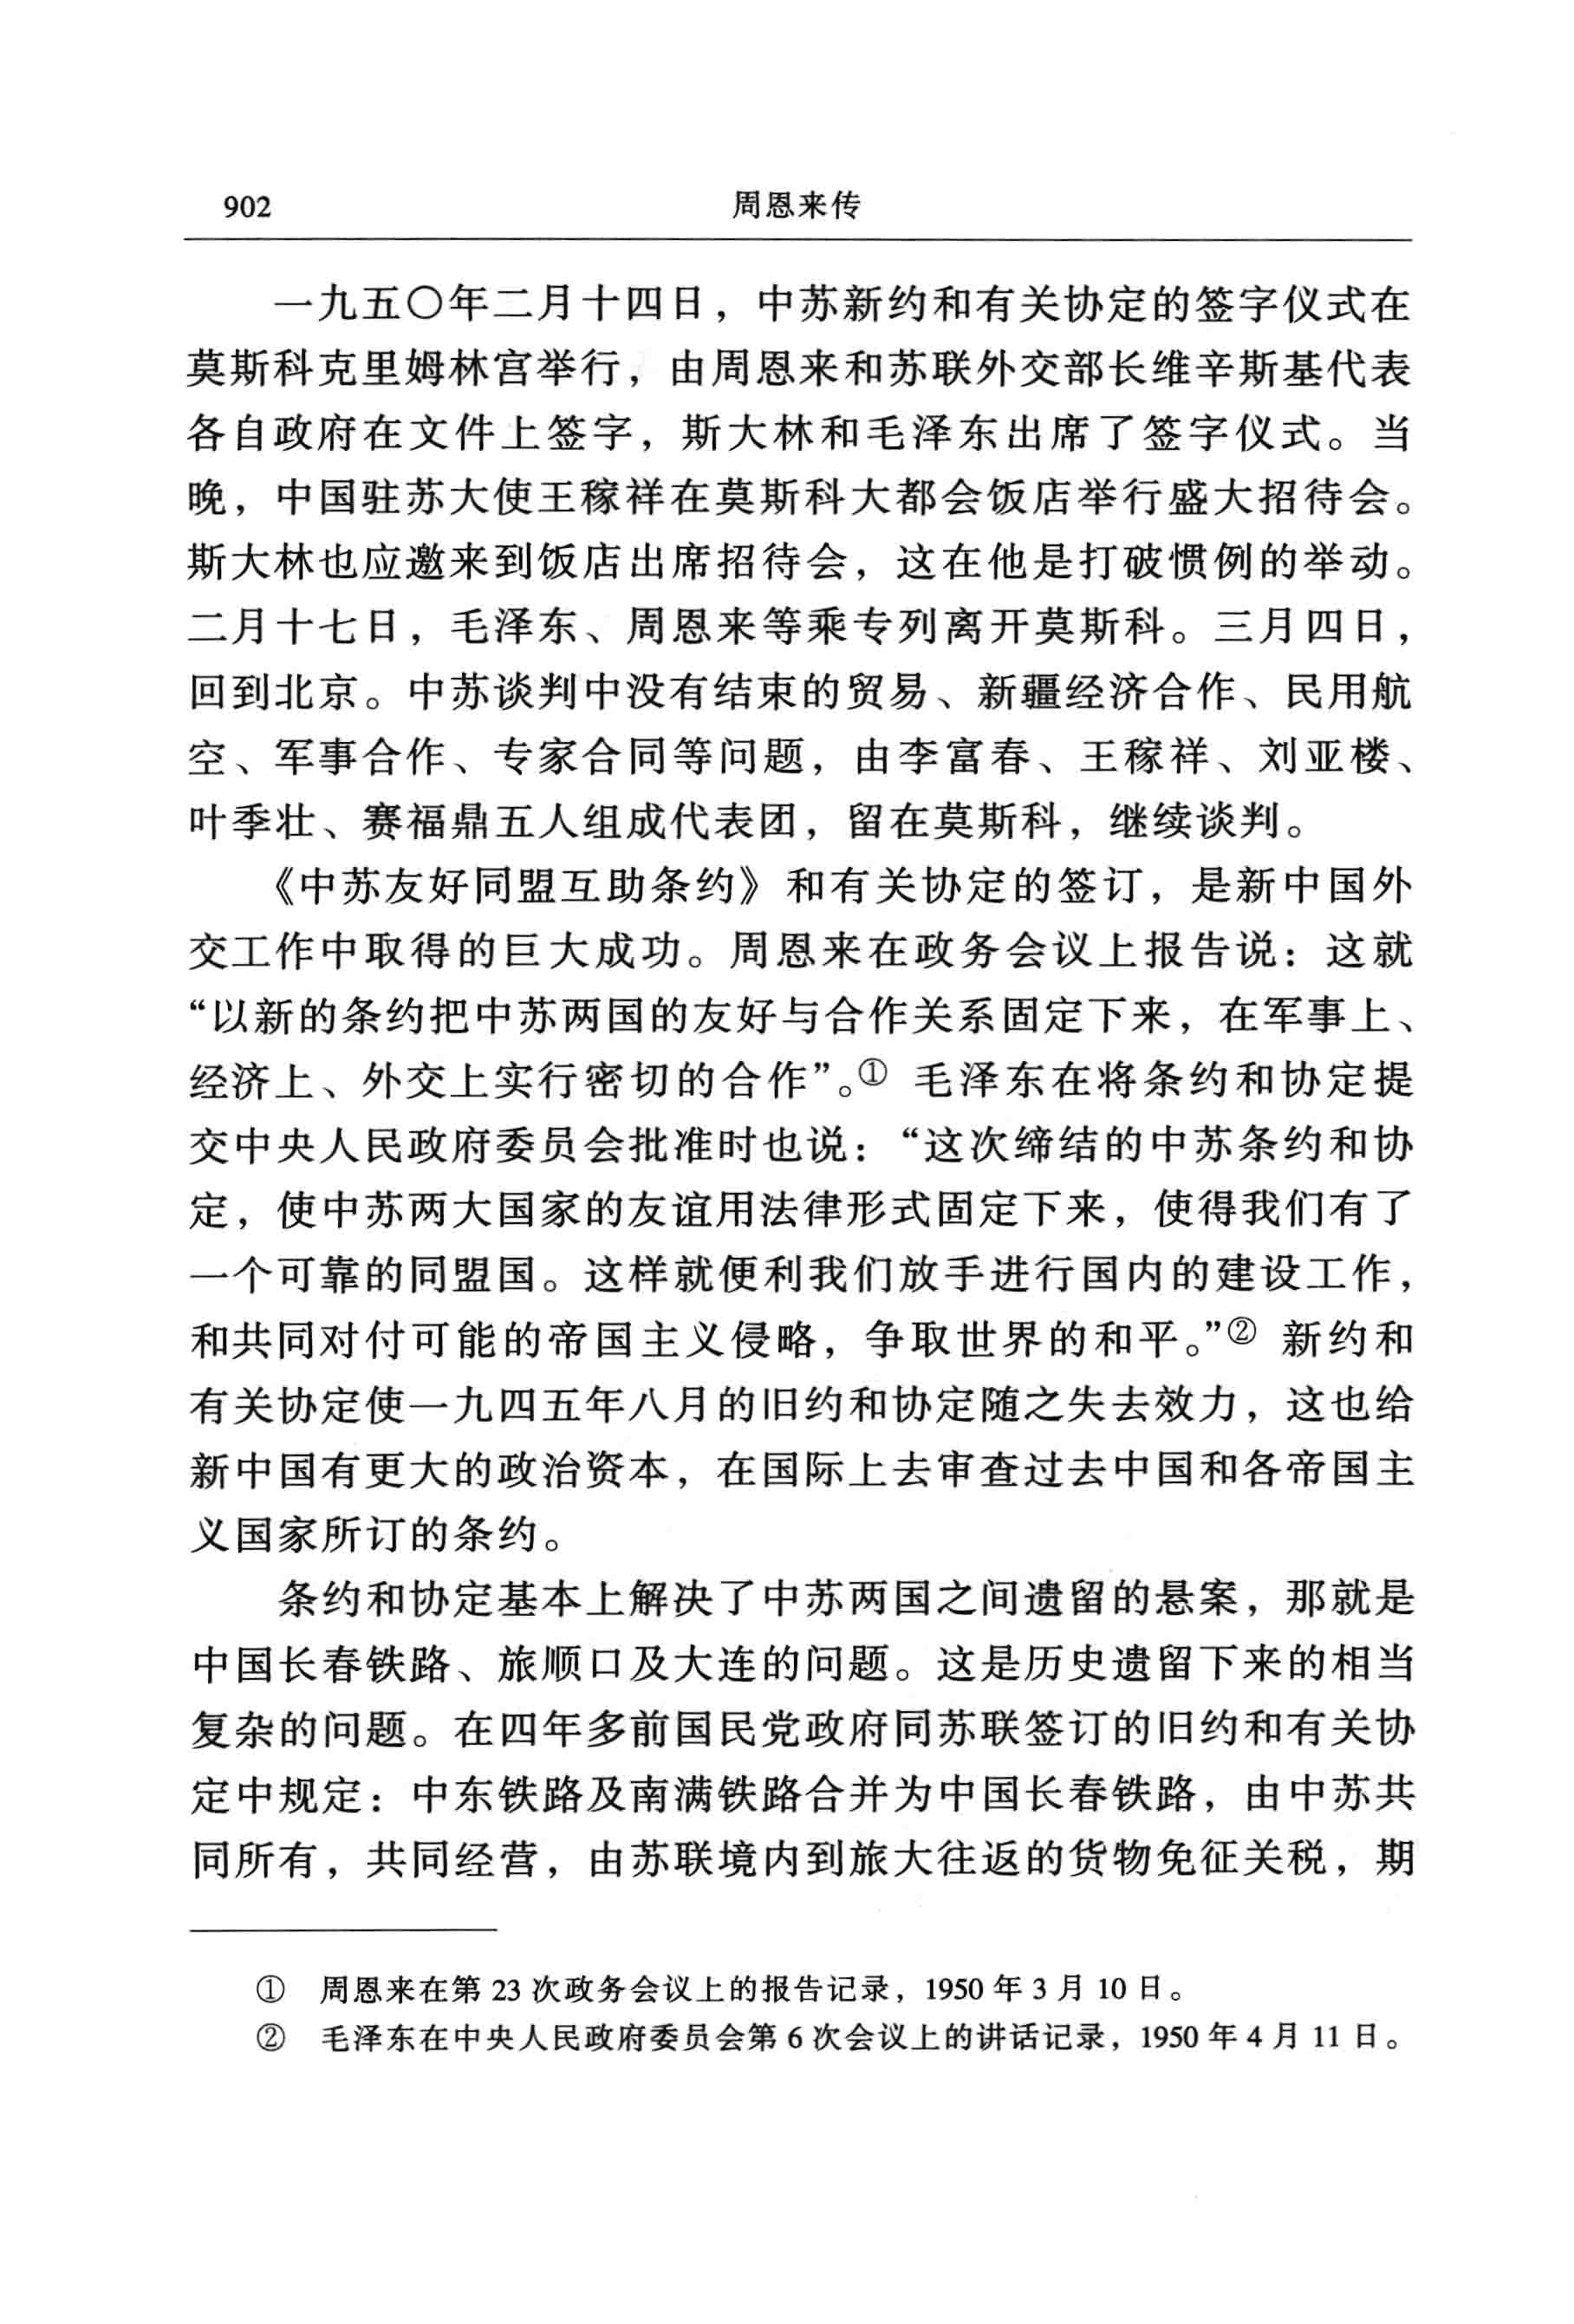 902 周恩来传
一九五〇年二月十四日，中苏新约和有关协定的签字仪式在
莫斯科克里姆林宫举行，由周恩来和苏联外交部长维辛斯基代表
各自政府在文件上签字，斯大林和毛泽东出席了签字仪式。当
晚，中国驻苏大使王稼祥在莫斯科大都会饭店举行盛大招待会。
斯大林也应邀来到饭店出席招待会，这在他是打破惯例的举动。
二月十七日，毛泽东、周恩来等乘专列离开莫斯科。三月四日，
回到北京。中苏谈判中没有结束的贸易、新疆经济合作、民用航
空、军事合作、专家合同等问题，由李富春、王稼祥、刘亚楼、
叶季壮、赛福鼎五人组成代表团，留在莫斯科，继续谈判。
《中苏友好同盟互助条约》和有关协定的签订，是新中国外
交工作中取得的巨大成功。周恩来在政务会议上报告说：这就
“以新的条约把中苏两国的友好与合作关系固定下来，在军事上、
经济上、外交上实行密切的合作”。① 毛泽东在将条约和协定提
交中央人民政府委员会批准时也说：“这次缔结的中苏条约和协
定，使中苏两大国家的友谊用法律形式固定下来，使得我们有了
一个可靠的同盟国。这样就便利我们放手进行国内的建设工作，
和共同对付可能的帝国主义侵略，争取世界的和平。”② 新约和
有关协定使一九四五年八月的旧约和协定随之失去效力，这也给
新中国有更大的政治资本，在国际上去审查过去中国和各帝国主
义国家所订的条约。
条约和协定基本上解决了中苏两国之间遗留的悬案，那就是
中国长春铁路、旅顺口及大连的问题。这是历史遗留下来的相当
复杂的问题。在四年多前国民党政府同苏联签订的旧约和有关协
定中规定：中东铁路及南满铁路合并为中国长春铁路，由中苏共
同所有，共同经营，由苏联境内到旅大往返的货物免征关税，期
① 周恩来在第 23 次政务会议上的报告记录，1950 年 3 月 10 日。
② 毛泽东在中央人民政府委员会第 6 次会议上的讲话记录，1950 年 4 月 11 日。